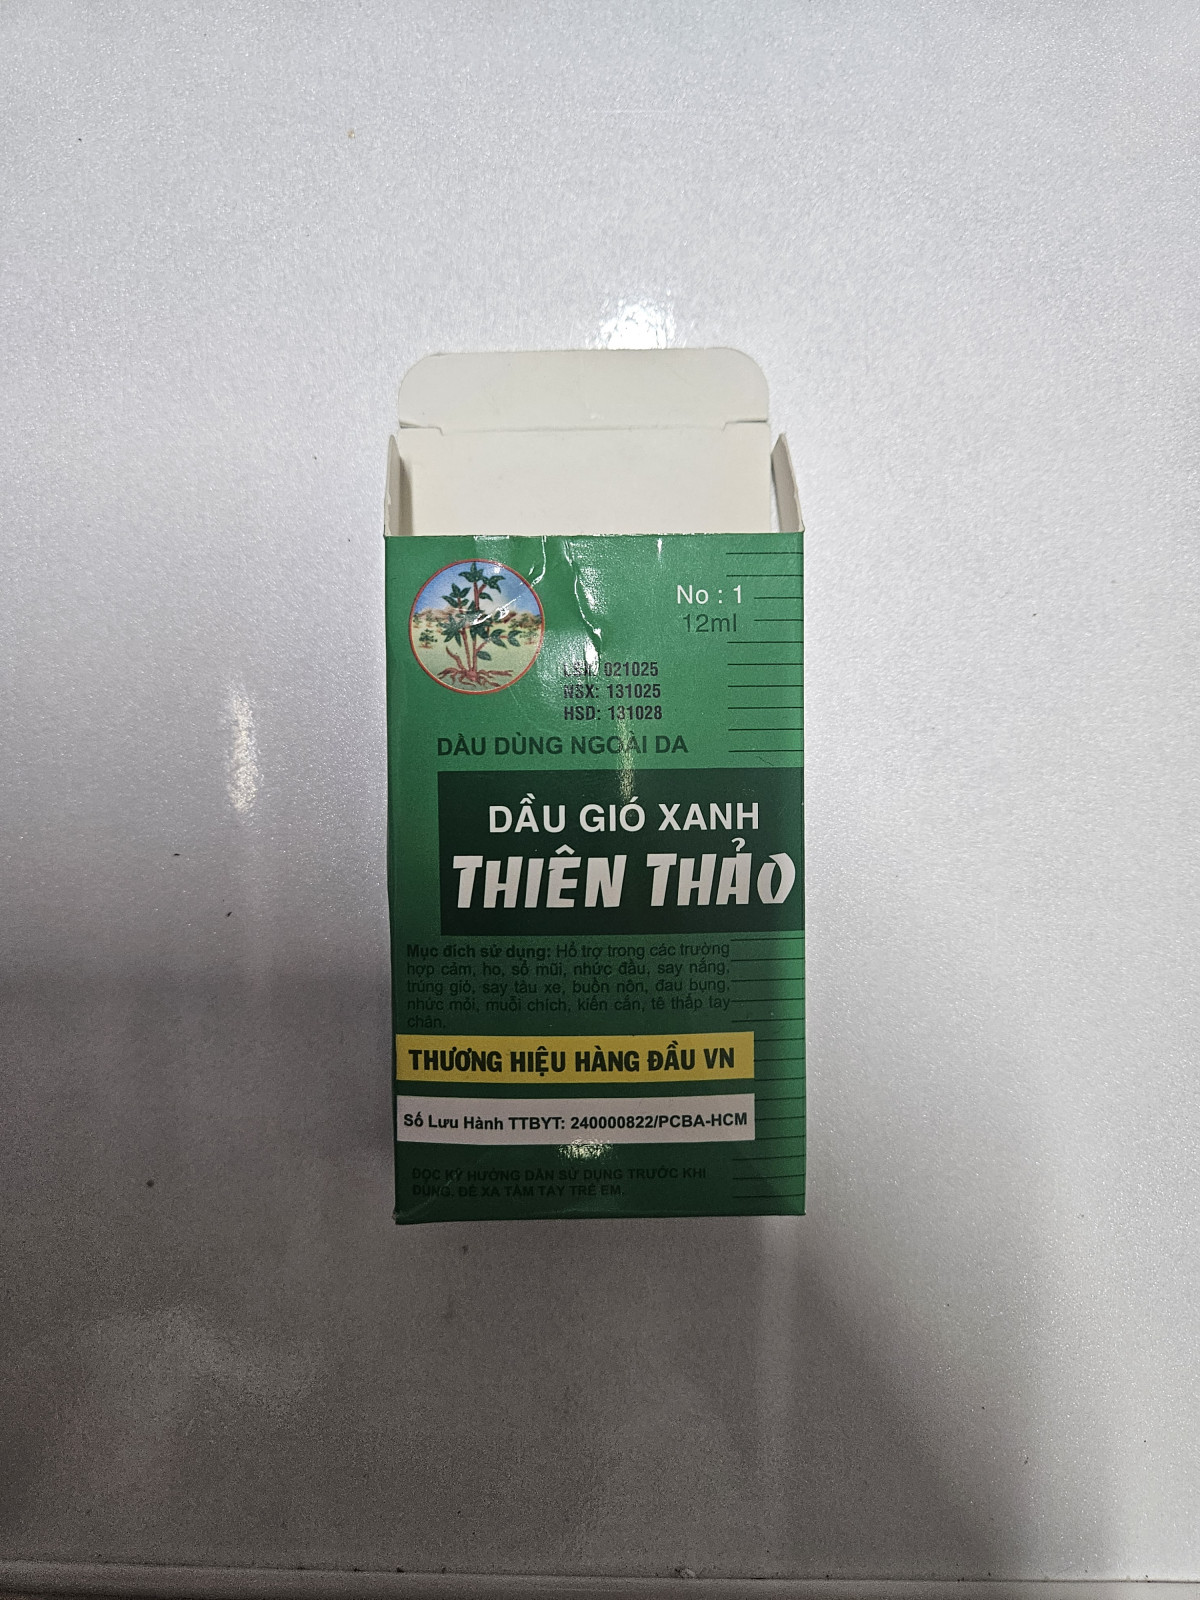 No : 1
12ml
LSX: 021025
NSX: 131025
HSD: 131028
DẦU DÙNG NGOÀI DA
DẦU GIÓ XANH
THIÊN THẢO
Mục đích sử dụng: Hỗ trợ trong các trường
hợp cảm, ho, sổ mũi, nhức đầu, say nắng,
trúng gió, say tàu xe, buồn nôn, đau bụng,
nhức mỏi, muỗi chích, kiến cắn, tê thấp tay
chân.
THƯƠNG HIỆU HÀNG ĐẦU VN
Số Lưu Hành TTBYT: 240000822/PCBA-HCM
ĐỌC KỸ HƯỚNG DẪN SỬ DỤNG TRƯỚC KHI
DÙNG. ĐỂ XA TẦM TAY TRẺ EM.